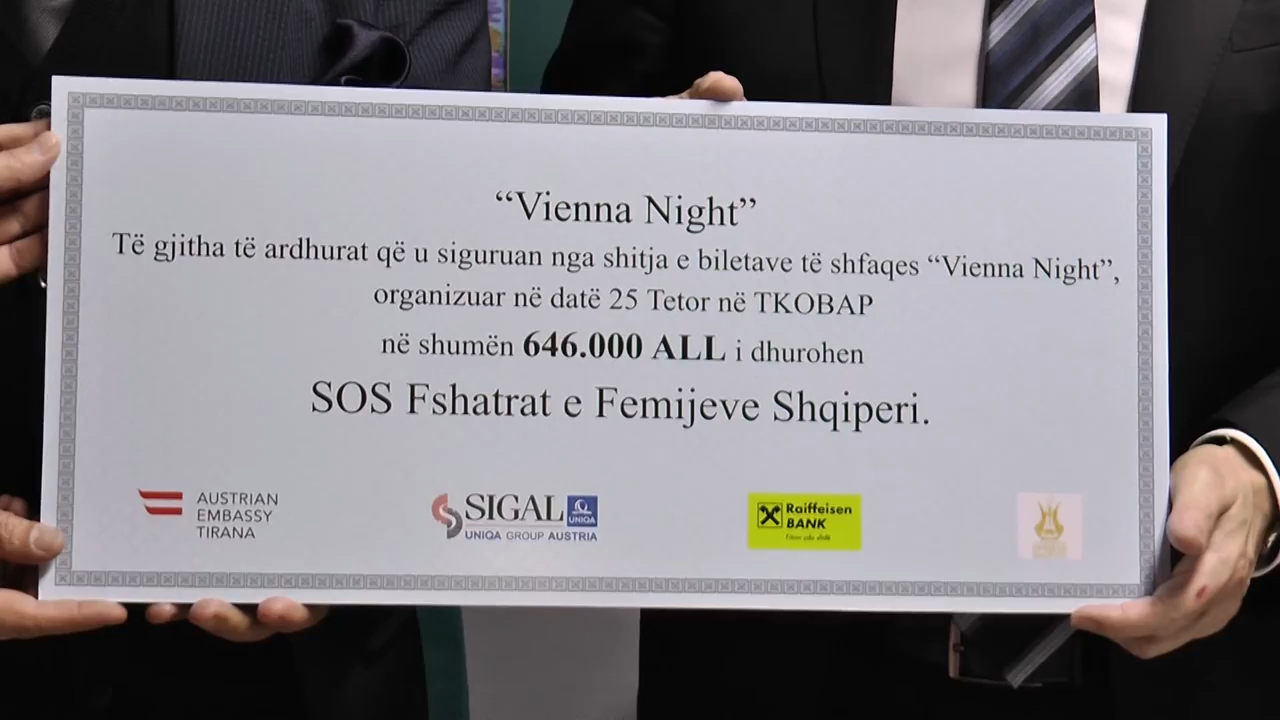 “Vienna Night”
Të gjitha të ardhurat që u siguruan nga shitja e biletave të shfaqes “Vienna Night”,
organizuar në datë 25 Tetor në TKOBAP
në shumën 646.000 ALL i dhurohen
SOS Fshatrat e Femijeve Shqiperi.
AUSTRIAN
EMBASSY
TIRANA
SIGAL
UNIQA
UNIQA GROUP AUSTRIA
Raiffeisen
BANK